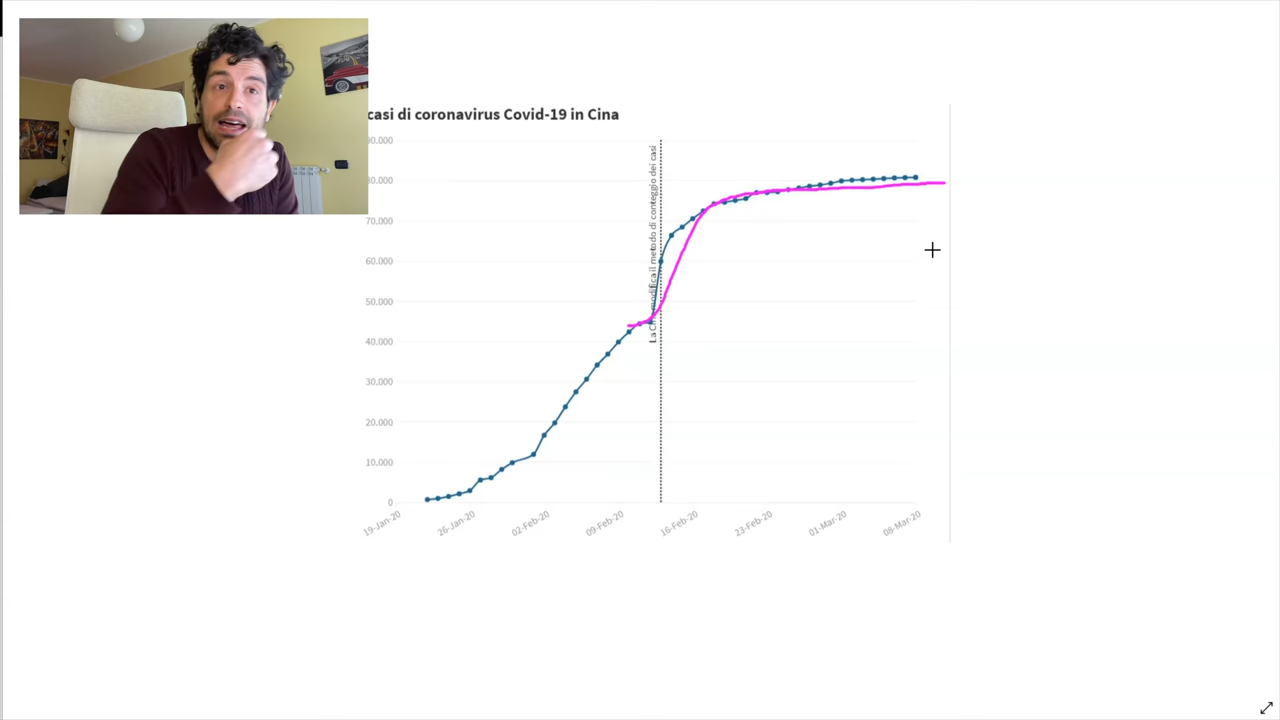 casi di coronavirus Covid-19 in Cina
90.000
80.000
70.000
60.000
50.000
40.000
30.000
20.000
10.000
0
La Cina modifica il metodo di conteggio dei casi
19-Jan-20
26-Jan-20
02-Feb-20
09-Feb-20
16-Feb-20
23-Feb-20
01-Mar-20
08-Mar-20